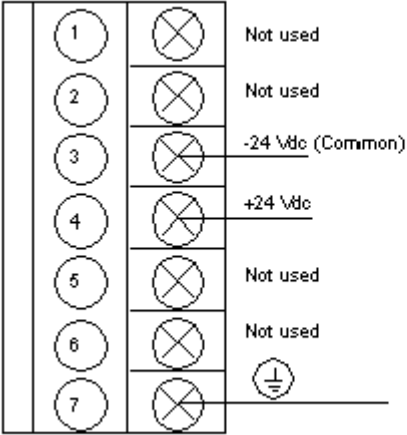 1 Not used
2 Not used
3 -24 Vdc (Common)
4 +24 Vdc
5 Not used
6 Not used
7